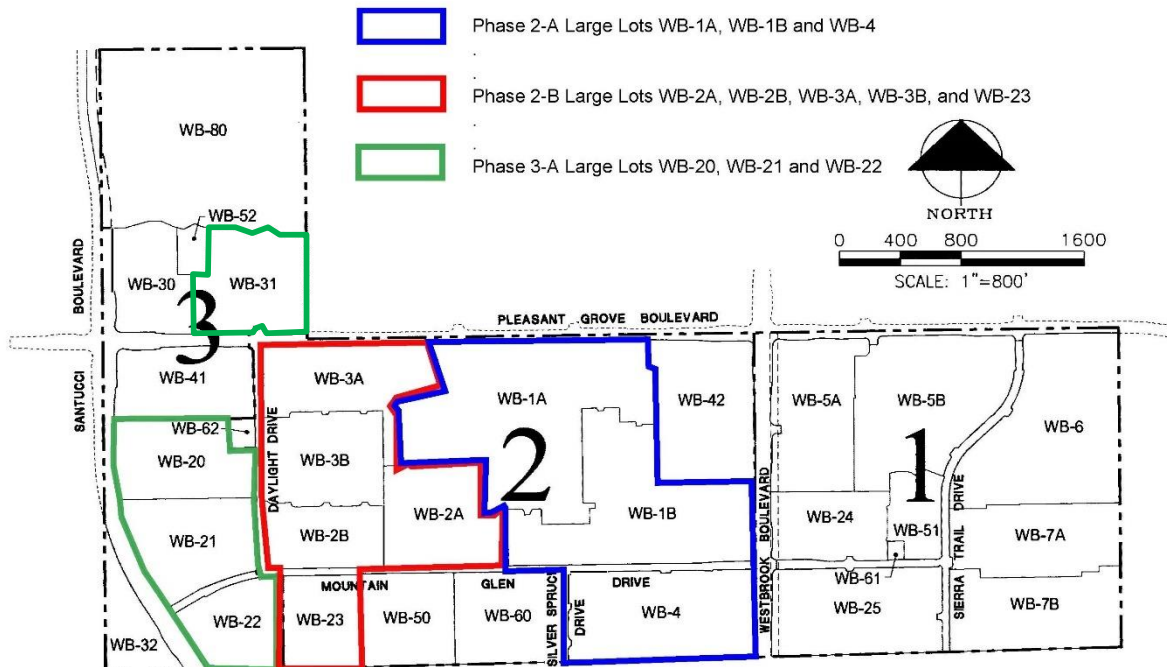 Phase 2-A Large Lots WB-1A, WB-1B and WB-4
Phase 2-B Large Lots WB-2A, WB-2B, WB-3A, WB-3B, and WB-23
Phase 3-A Large Lots WB-20, WB-21 and WB-22
NORTH
0 400 800 1600
SCALE: 1"=800'
WB-80
WB-52
WB-30
WB-31
3
BOULEVARD
SANTUCCI
PLEASANT GROVE BOULEVARD
WB-41
WB-62
WB-20
WB-21
WB-22
WB-32
DAYLIGHT DRIVE
WB-3A
WB-3B
WB-2B
WB-2A
WB-23
MOUNTAIN GLEN DRIVE
WB-50
WB-60
SILVER SPRUC
DRIVE
WB-1A
2
WB-1B
WB-42
WB-4
WESTBROOK BOULEVARD
WB-5A
WB-5B
1
WB-6
WB-24
WB-51
WB-61
WB-25
SIERRA TRAIL DRIVE
WB-7A
WB-7B